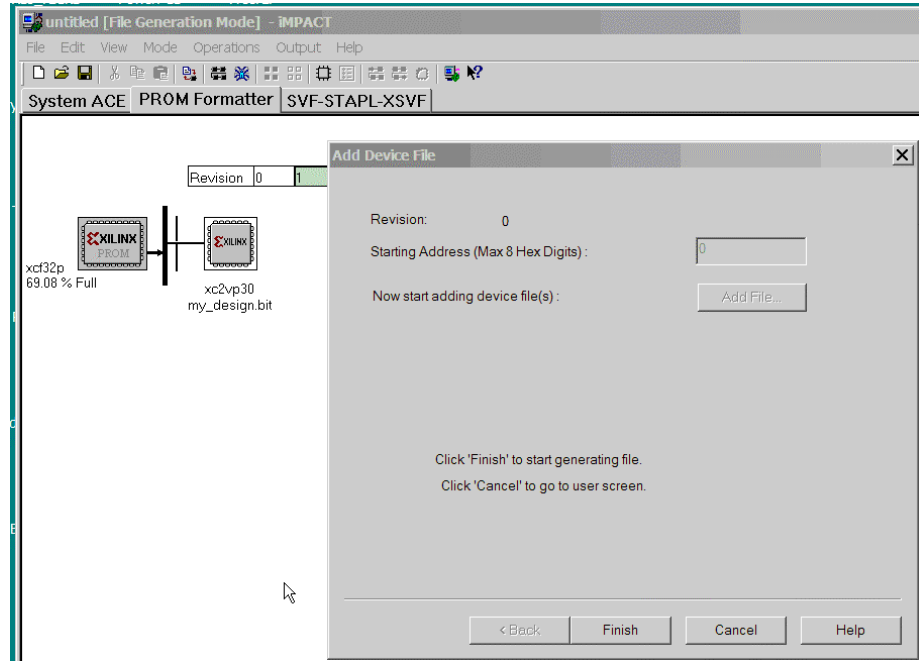 untitled [File Generation Mode] - iMPACT
File Edit View Mode Operations Output Help
System ACE PROM Formatter SVF-STAPL-XSVF
Add Device File
Revision 0 1
Revision: 0
Starting Address (Max 8 Hex Digits) : 0
XILINX
PROM
XILINX
xcf32p
69.08 % Full
xc2vp30
my_design.bit
Now start adding device file(s) : Add File...
Click 'Finish' to start generating file.
Click 'Cancel' to go to user screen.
< Back Finish Cancel Help